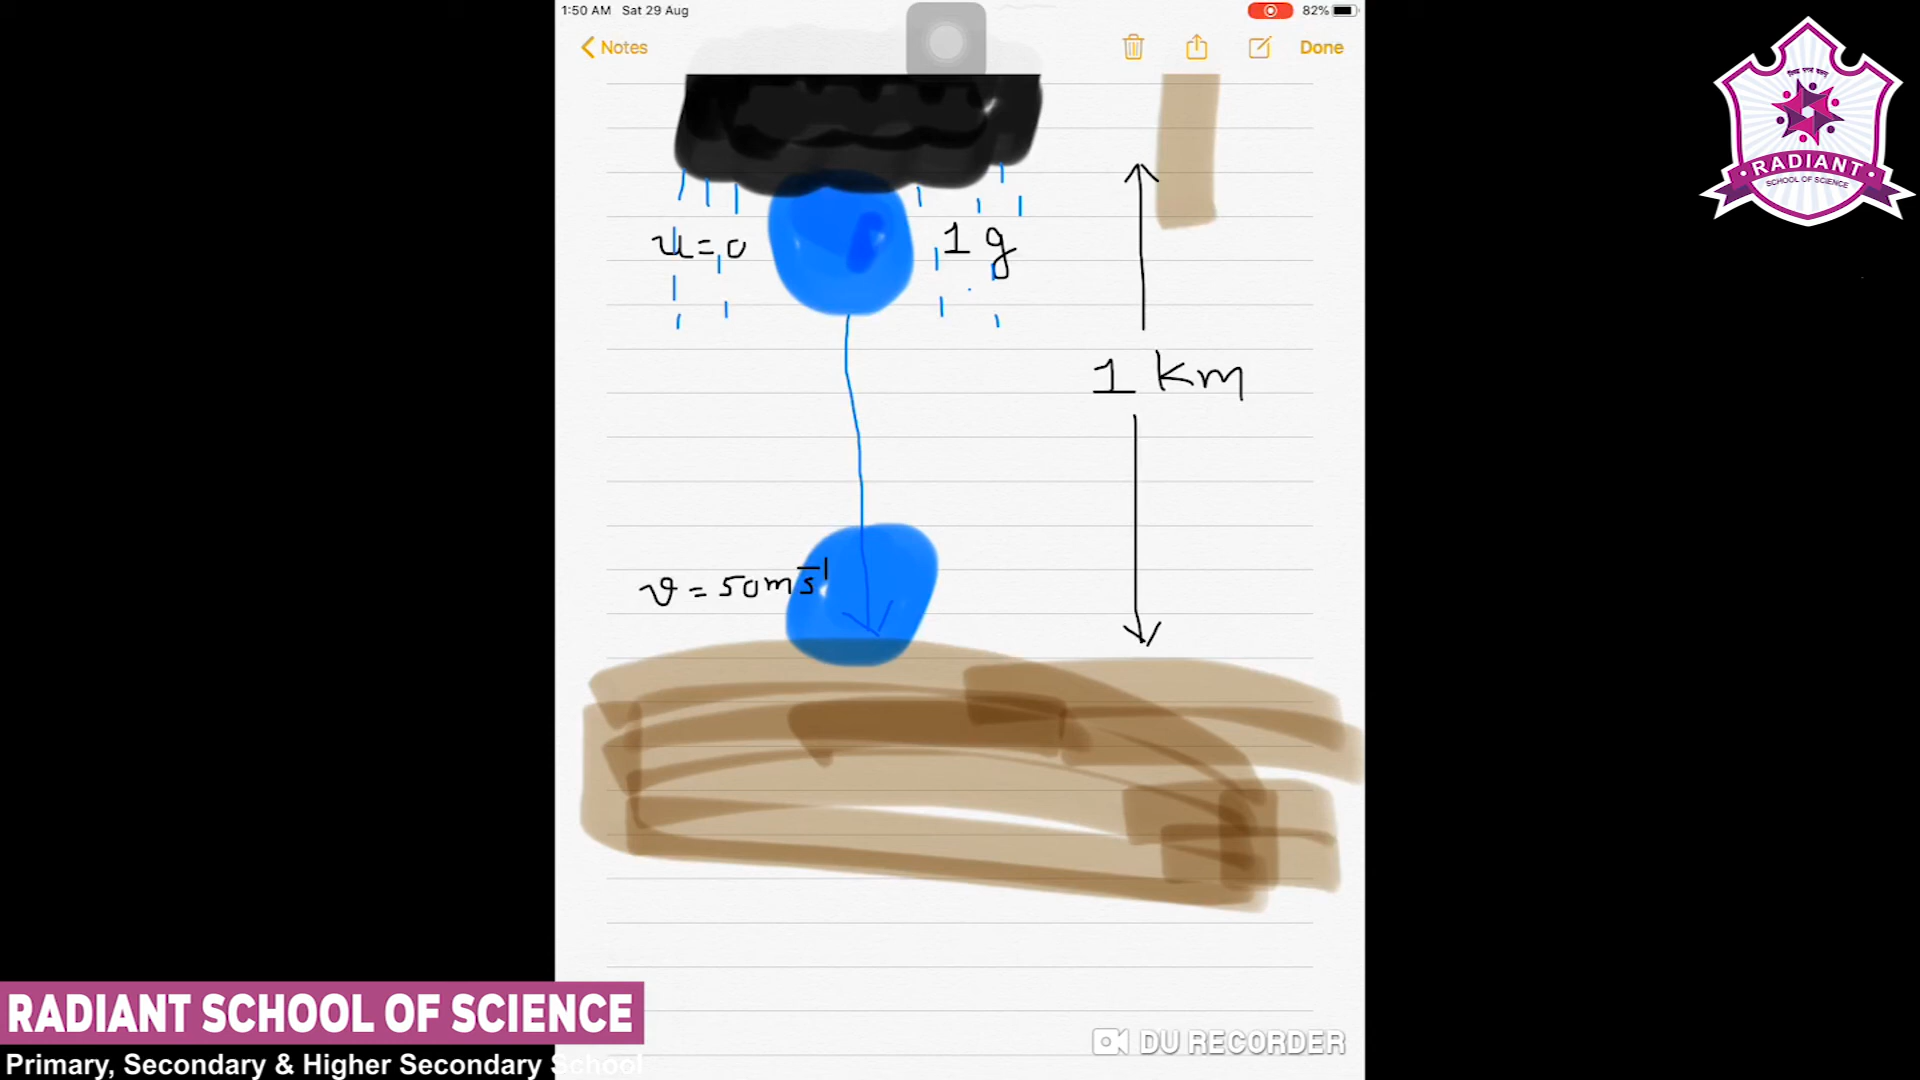 1:50 AM Sat 29 Aug
82%
Notes
Done
u=0
1 g
1 km
v = 50ms⁻¹
RADIANT
SCHOOL OF SCIENCE
RADIANT SCHOOL OF SCIENCE
Primary, Secondary & Higher Secondary School
DU RECORDER